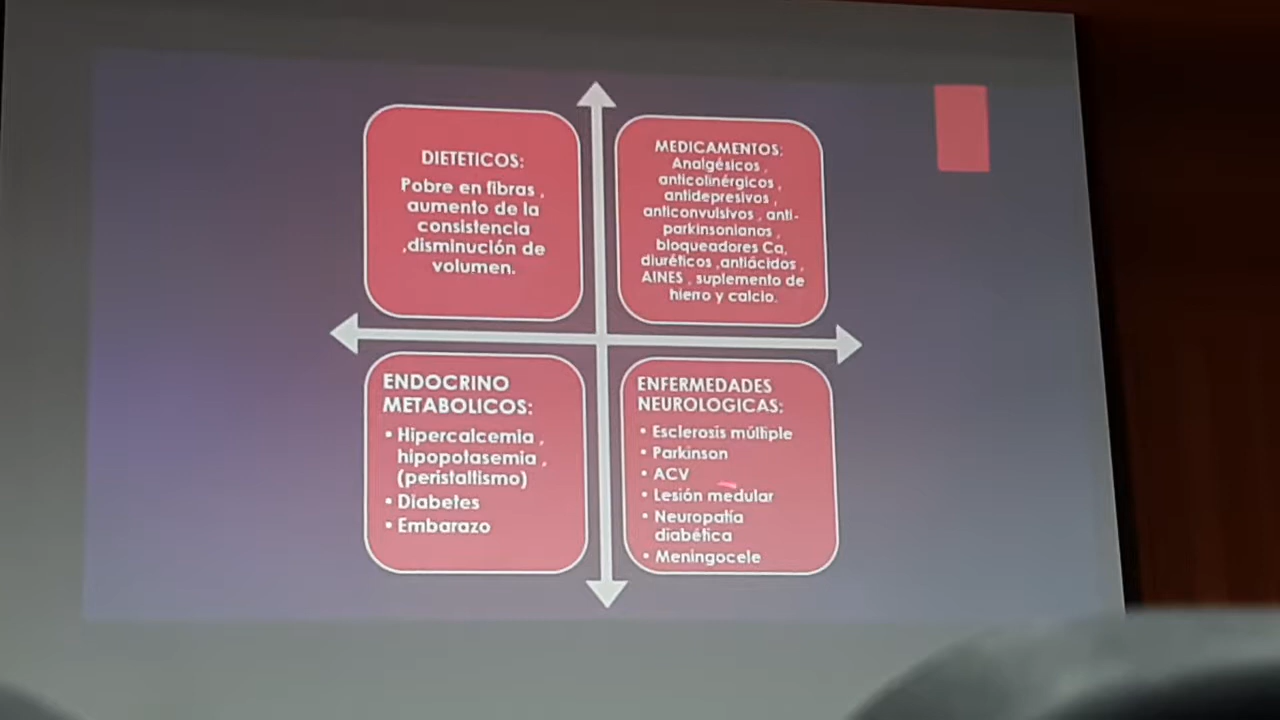 DIETETICOS:
Pobre en fibras ,
aumento de la
consistencia
,disminución de
volumen.
MEDICAMENTOS:
Analgésicos ,
anticolinérgicos ,
antidepresivos ,
anticonvulsivos , anti-
parkinsonianos ,
bloqueadores Ca,
diuréticos ,antiácidos ,
AINES , suplemento de
hierro y calcio.
ENDOCRINO
METABOLICOS:
• Hipercalcemia ,
hipopotasemia ,
(peristaltismo)
• Diabetes
• Embarazo
ENFERMEDADES
NEUROLOGICAS:
• Esclerosis múltiple
• Parkinson
• ACV
• Lesión medular
• Neuropatía
diabética
• Meningocele